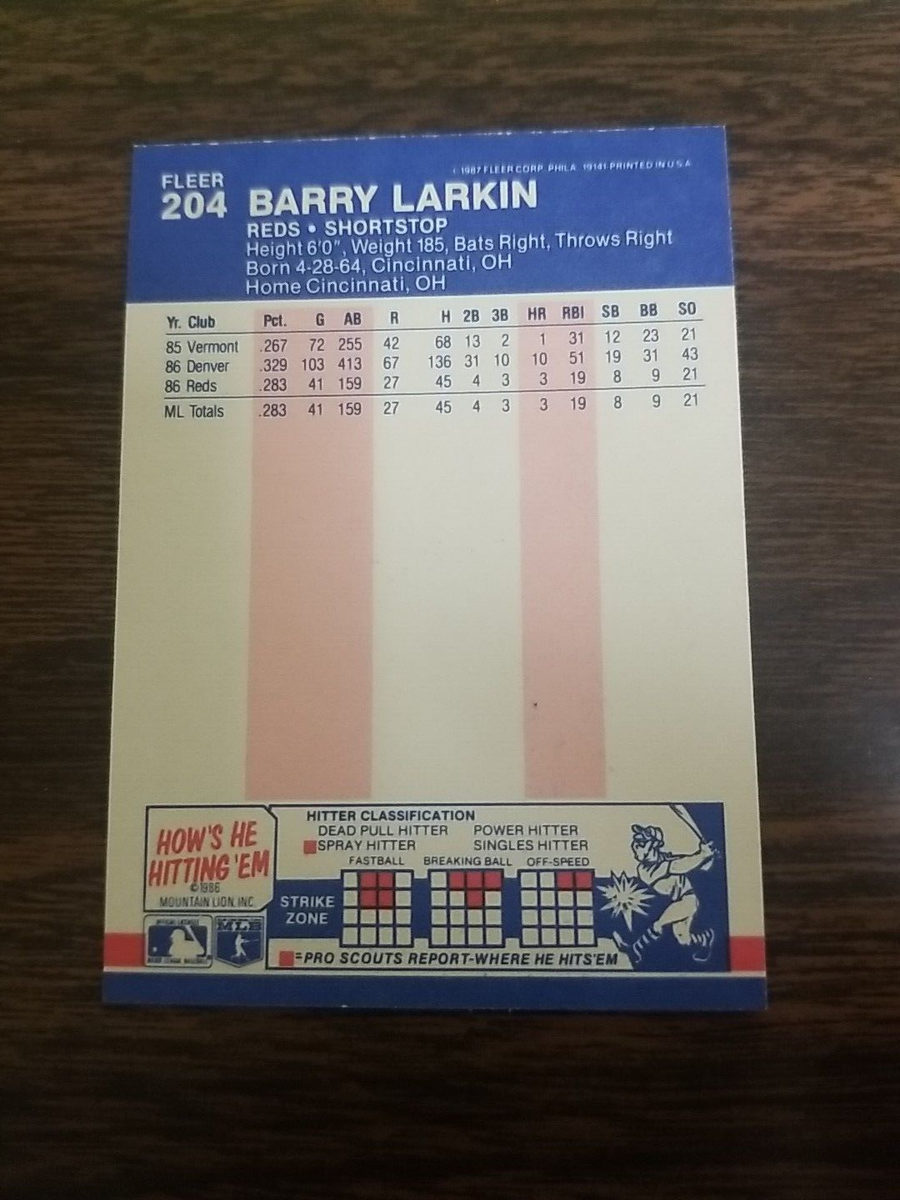 © 1987 FLEER CORP. PHILA. 19141 PRINTED IN U.S.A.
FLEER
204 BARRY LARKIN
REDS • SHORTSTOP
Height 6'0", Weight 185, Bats Right, Throws Right
Born 4-28-64, Cincinnati, OH
Home Cincinnati, OH
Yr. Club Pct. G AB R H 2B 3B HR RBI SB BB SO
85 Vermont .267 72 255 42 68 13 2 1 31 12 23 21
86 Denver .329 103 413 67 136 31 10 10 51 19 31 43
86 Reds .283 41 159 27 45 4 3 3 19 8 9 21
ML Totals .283 41 159 27 45 4 3 3 19 8 9 21
HOW'S HE
HITTING 'EM
©1986
MOUNTAIN LION, INC.
HITTER CLASSIFICATION
DEAD PULL HITTER POWER HITTER
SPRAY HITTER SINGLES HITTER
FASTBALL BREAKING BALL OFF-SPEED
STRIKE
ZONE
=PRO SCOUTS REPORT-WHERE HE HITS'EM